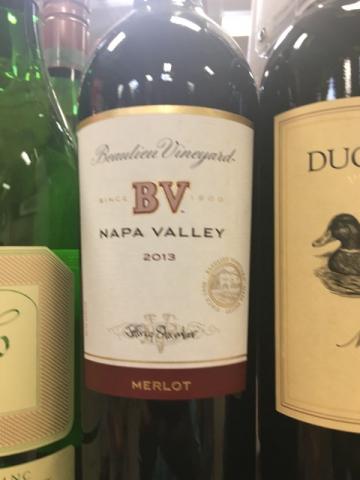 Beaulieu Vineyard
SINCE BV 1900
NAPA VALLEY
2013
MERLOT
DUC